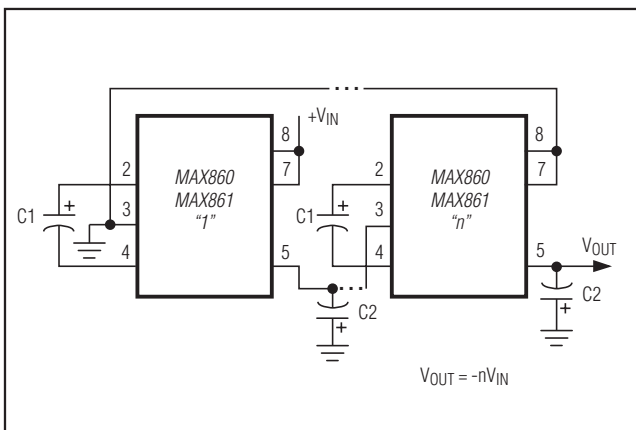 +VIN
8
7
2
3
4
5
C1
+
MAX860
MAX861
"1"
...
8
7
2
3
4
5
C1
+
MAX860
MAX861
"n"
...
C2
+
VOUT
C2
+
VOUT = -nVIN